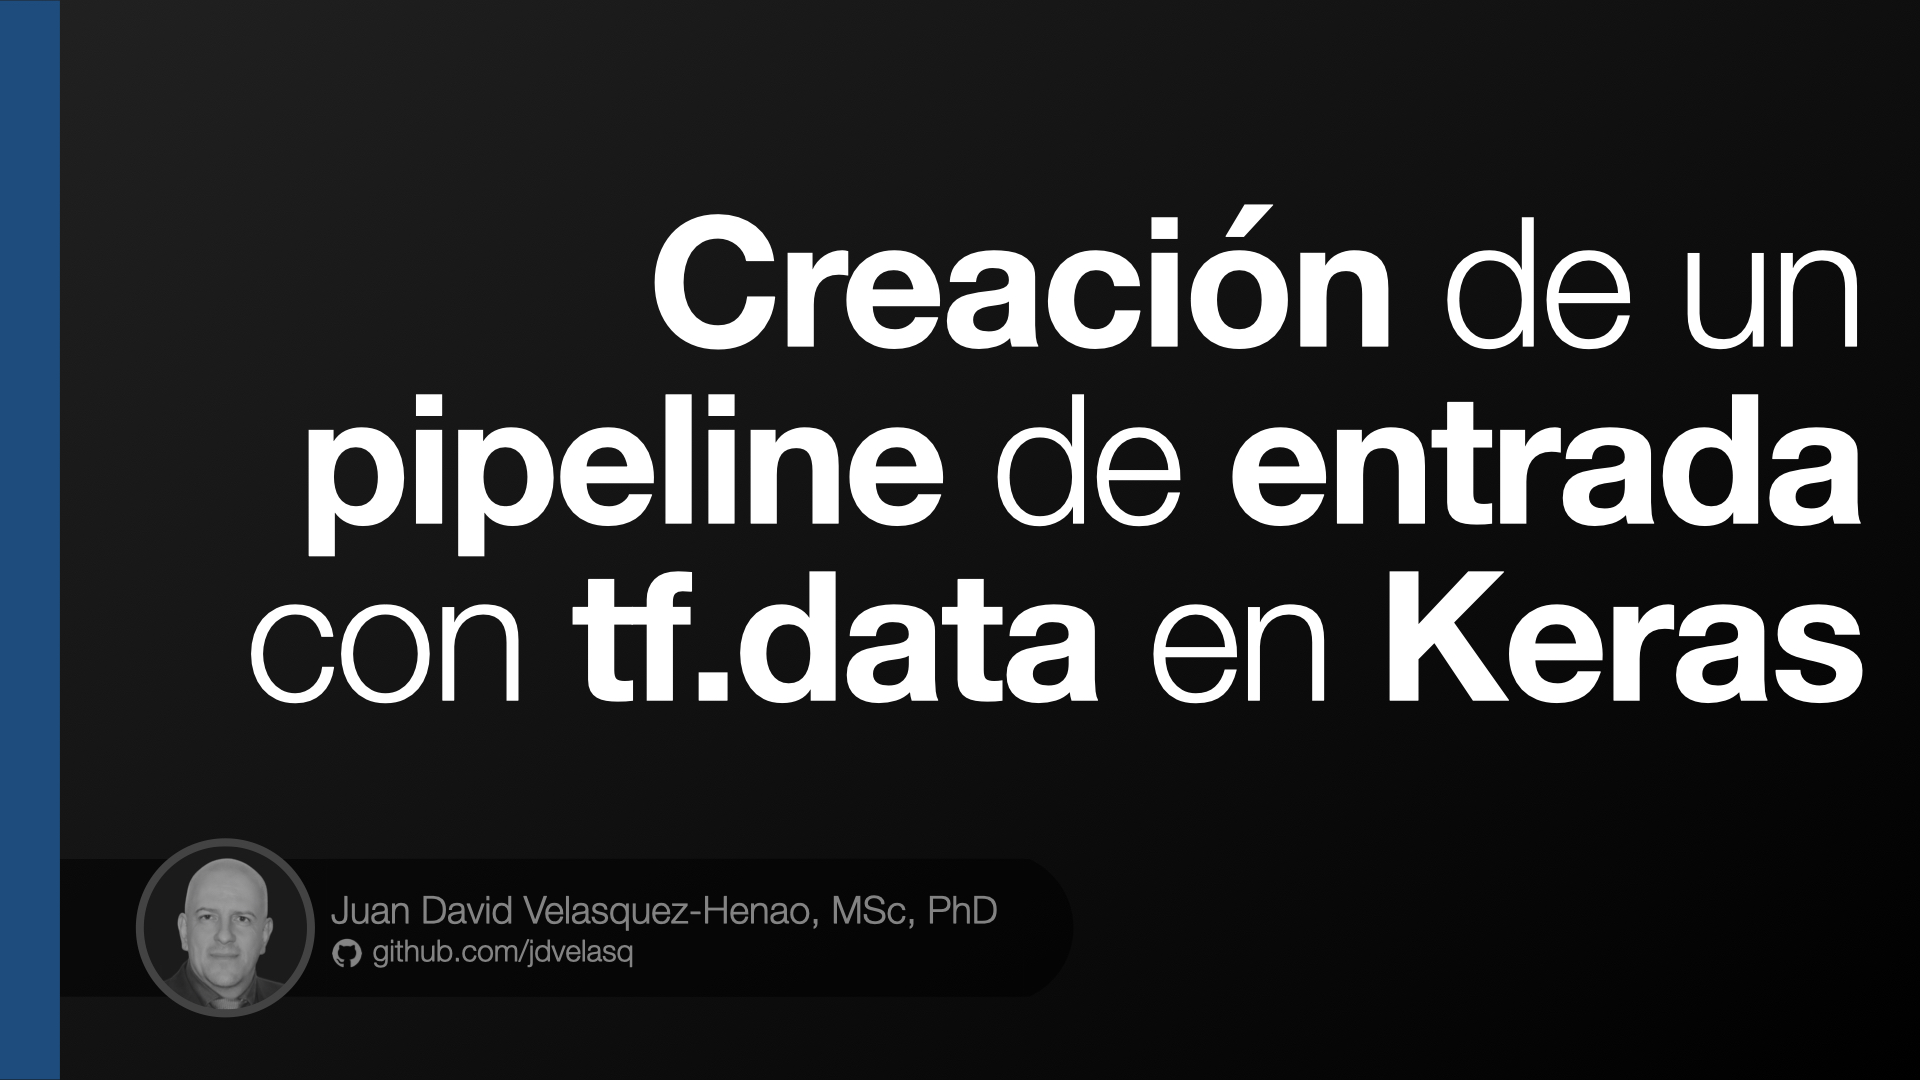 Creación de un
pipeline de entrada
con tf.data en Keras
Juan David Velasquez-Henao, MSc, PhD
github.com/jdvelasq